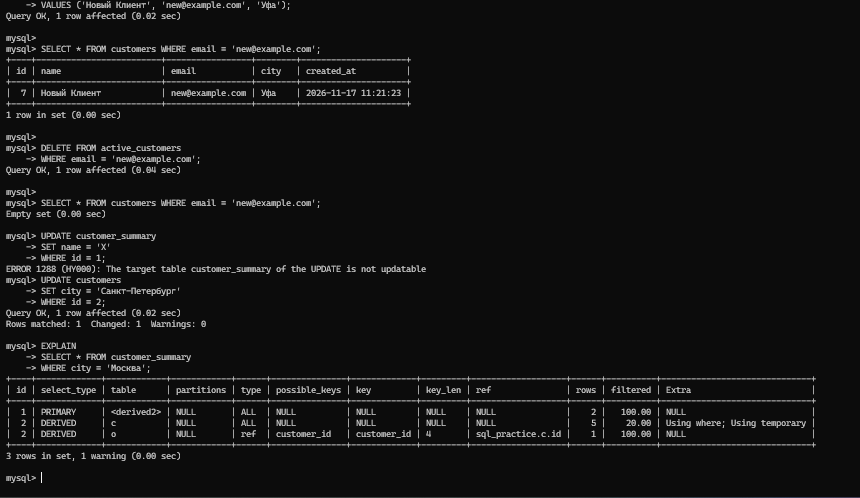 -> VALUES ('Новый Клиент', 'new@example.com', 'Уфа');
Query OK, 1 row affected (0.02 sec)
mysql>
mysql> SELECT * FROM customers WHERE email = 'new@example.com';
+----+--------------+-----------------+------+---------------------+
| id | name | email | city | created_at |
+----+--------------+-----------------+------+---------------------+
| 7 | Новый Клиент | new@example.com | Уфа | 2026-11-17 11:21:23 |
+----+--------------+-----------------+------+---------------------+
1 row in set (0.00 sec)
mysql>
mysql> DELETE FROM active_customers
    -> WHERE email = 'new@example.com';
Query OK, 1 row affected (0.04 sec)
mysql>
mysql> SELECT * FROM customers WHERE email = 'new@example.com';
Empty set (0.00 sec)
mysql> UPDATE customer_summary
    -> SET name = 'X'
    -> WHERE id = 1;
ERROR 1288 (HY000): The target table customer_summary of the UPDATE is not updatable
mysql> UPDATE customers
    -> SET city = 'Санкт-Петербург'
    -> WHERE id = 2;
Query OK, 1 row affected (0.02 sec)
Rows matched: 1  Changed: 1  Warnings: 0
mysql> EXPLAIN
    -> SELECT * FROM customer_summary
    -> WHERE city = 'Москва';
+----+-------------+------------+------------+------+---------------+-------------+---------+-------------------+------+----------+------------------------------+
| id | select_type | table | partitions | type | possible_keys | key | key_len | ref | rows | filtered | Extra |
+----+-------------+------------+------------+------+---------------+-------------+---------+-------------------+------+----------+------------------------------+
| 1 | PRIMARY | <derived2> | NULL | ALL | NULL | NULL | NULL | NULL | 2 | 100.00 | NULL |
| 2 | DERIVED | c | NULL | ALL | NULL | NULL | NULL | NULL | 5 | 20.00 | Using where; Using temporary |
| 2 | DERIVED | o | NULL | ref | customer_id | customer_id | 4 | sql_practice.c.id | 1 | 100.00 | NULL |
+----+-------------+------------+------------+------+---------------+-------------+---------+-------------------+------+----------+------------------------------+
3 rows in set, 1 warning (0.00 sec)
mysql>